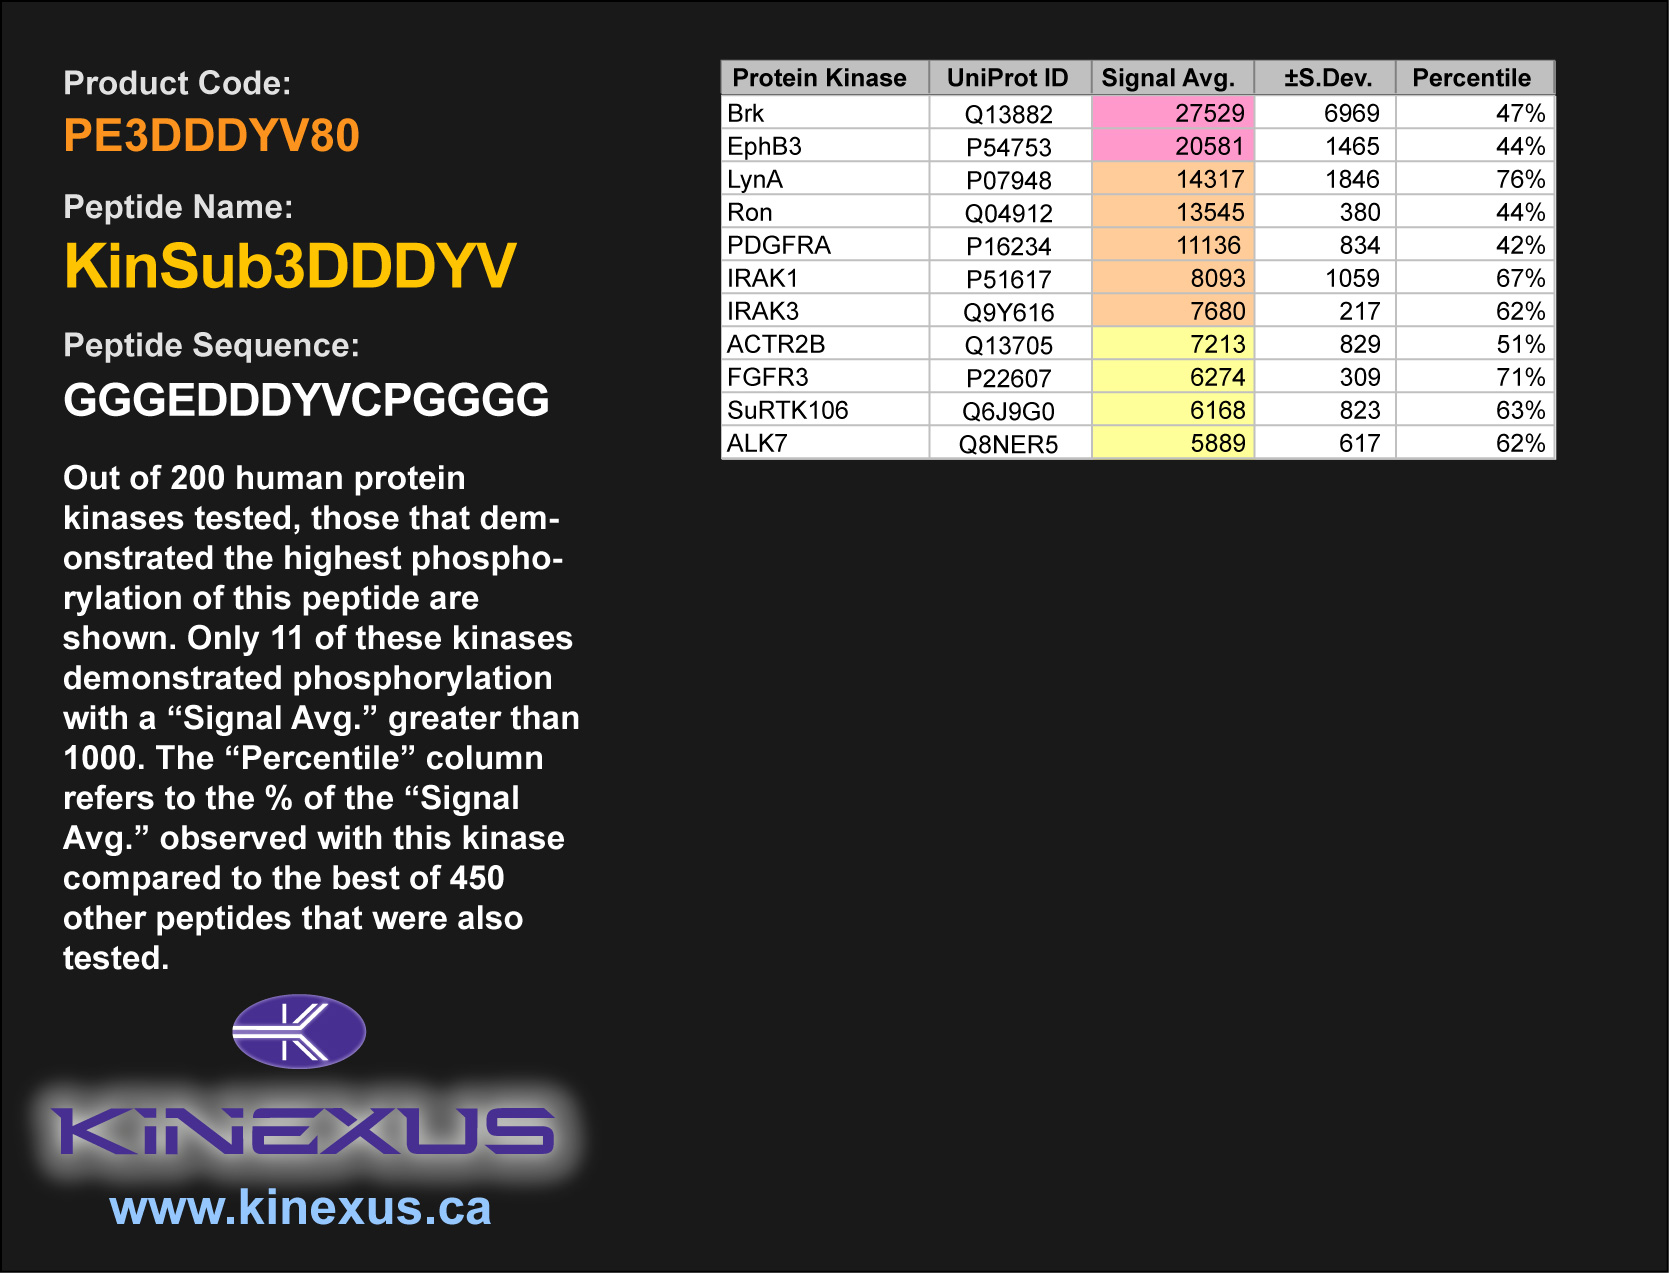 Product Code:
PE3DDDYV80
Peptide Name:
KinSub3DDDYV
Peptide Sequence:
GGGEDDDYVCPGGGG
Out of 200 human protein
kinases tested, those that dem-
onstrated the highest phospho-
rylation of this peptide are
shown. Only 11 of these kinases
demonstrated phosphorylation
with a “Signal Avg.” greater than
1000. The “Percentile” column
refers to the % of the “Signal
Avg.” observed with this kinase
compared to the best of 450
other peptides that were also
tested.
KINEXUS
www.kinexus.ca
Protein Kinase UniProt ID Signal Avg. ±S.Dev. Percentile
Brk Q13882 27529 6969 47%
EphB3 P54753 20581 1465 44%
LynA P07948 14317 1846 76%
Ron Q04912 13545 380 44%
PDGFRA P16234 11136 834 42%
IRAK1 P51617 8093 1059 67%
IRAK3 Q9Y616 7680 217 62%
ACTR2B Q13705 7213 829 51%
FGFR3 P22607 6274 309 71%
SuRTK106 Q6J9G0 6168 823 63%
ALK7 Q8NER5 5889 617 62%